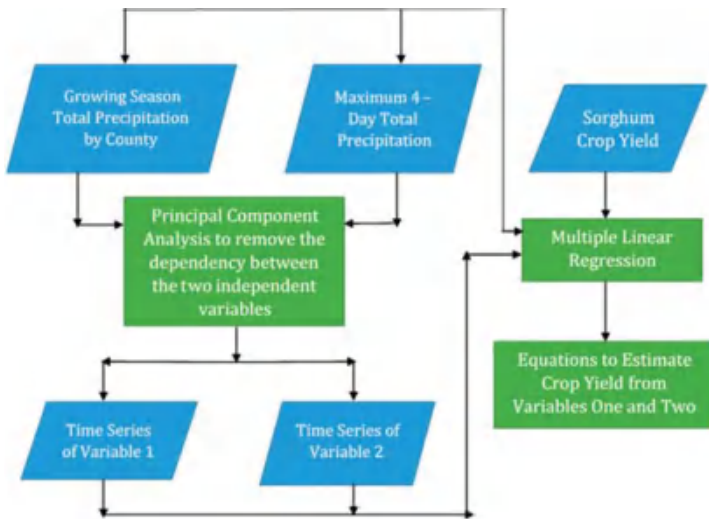 Growing Season
Total Precipitation
by County
Maximum 4 –
Day Total
Precipitation
Sorghum
Crop Yield
Principal Component
Analysis to remove the
dependency between
the two independent
variables
Multiple Linear
Regression
Equations to Estimate
Crop Yield from
Variables One and Two
Time Series
of Variable 1
Time Series of
Variable 2